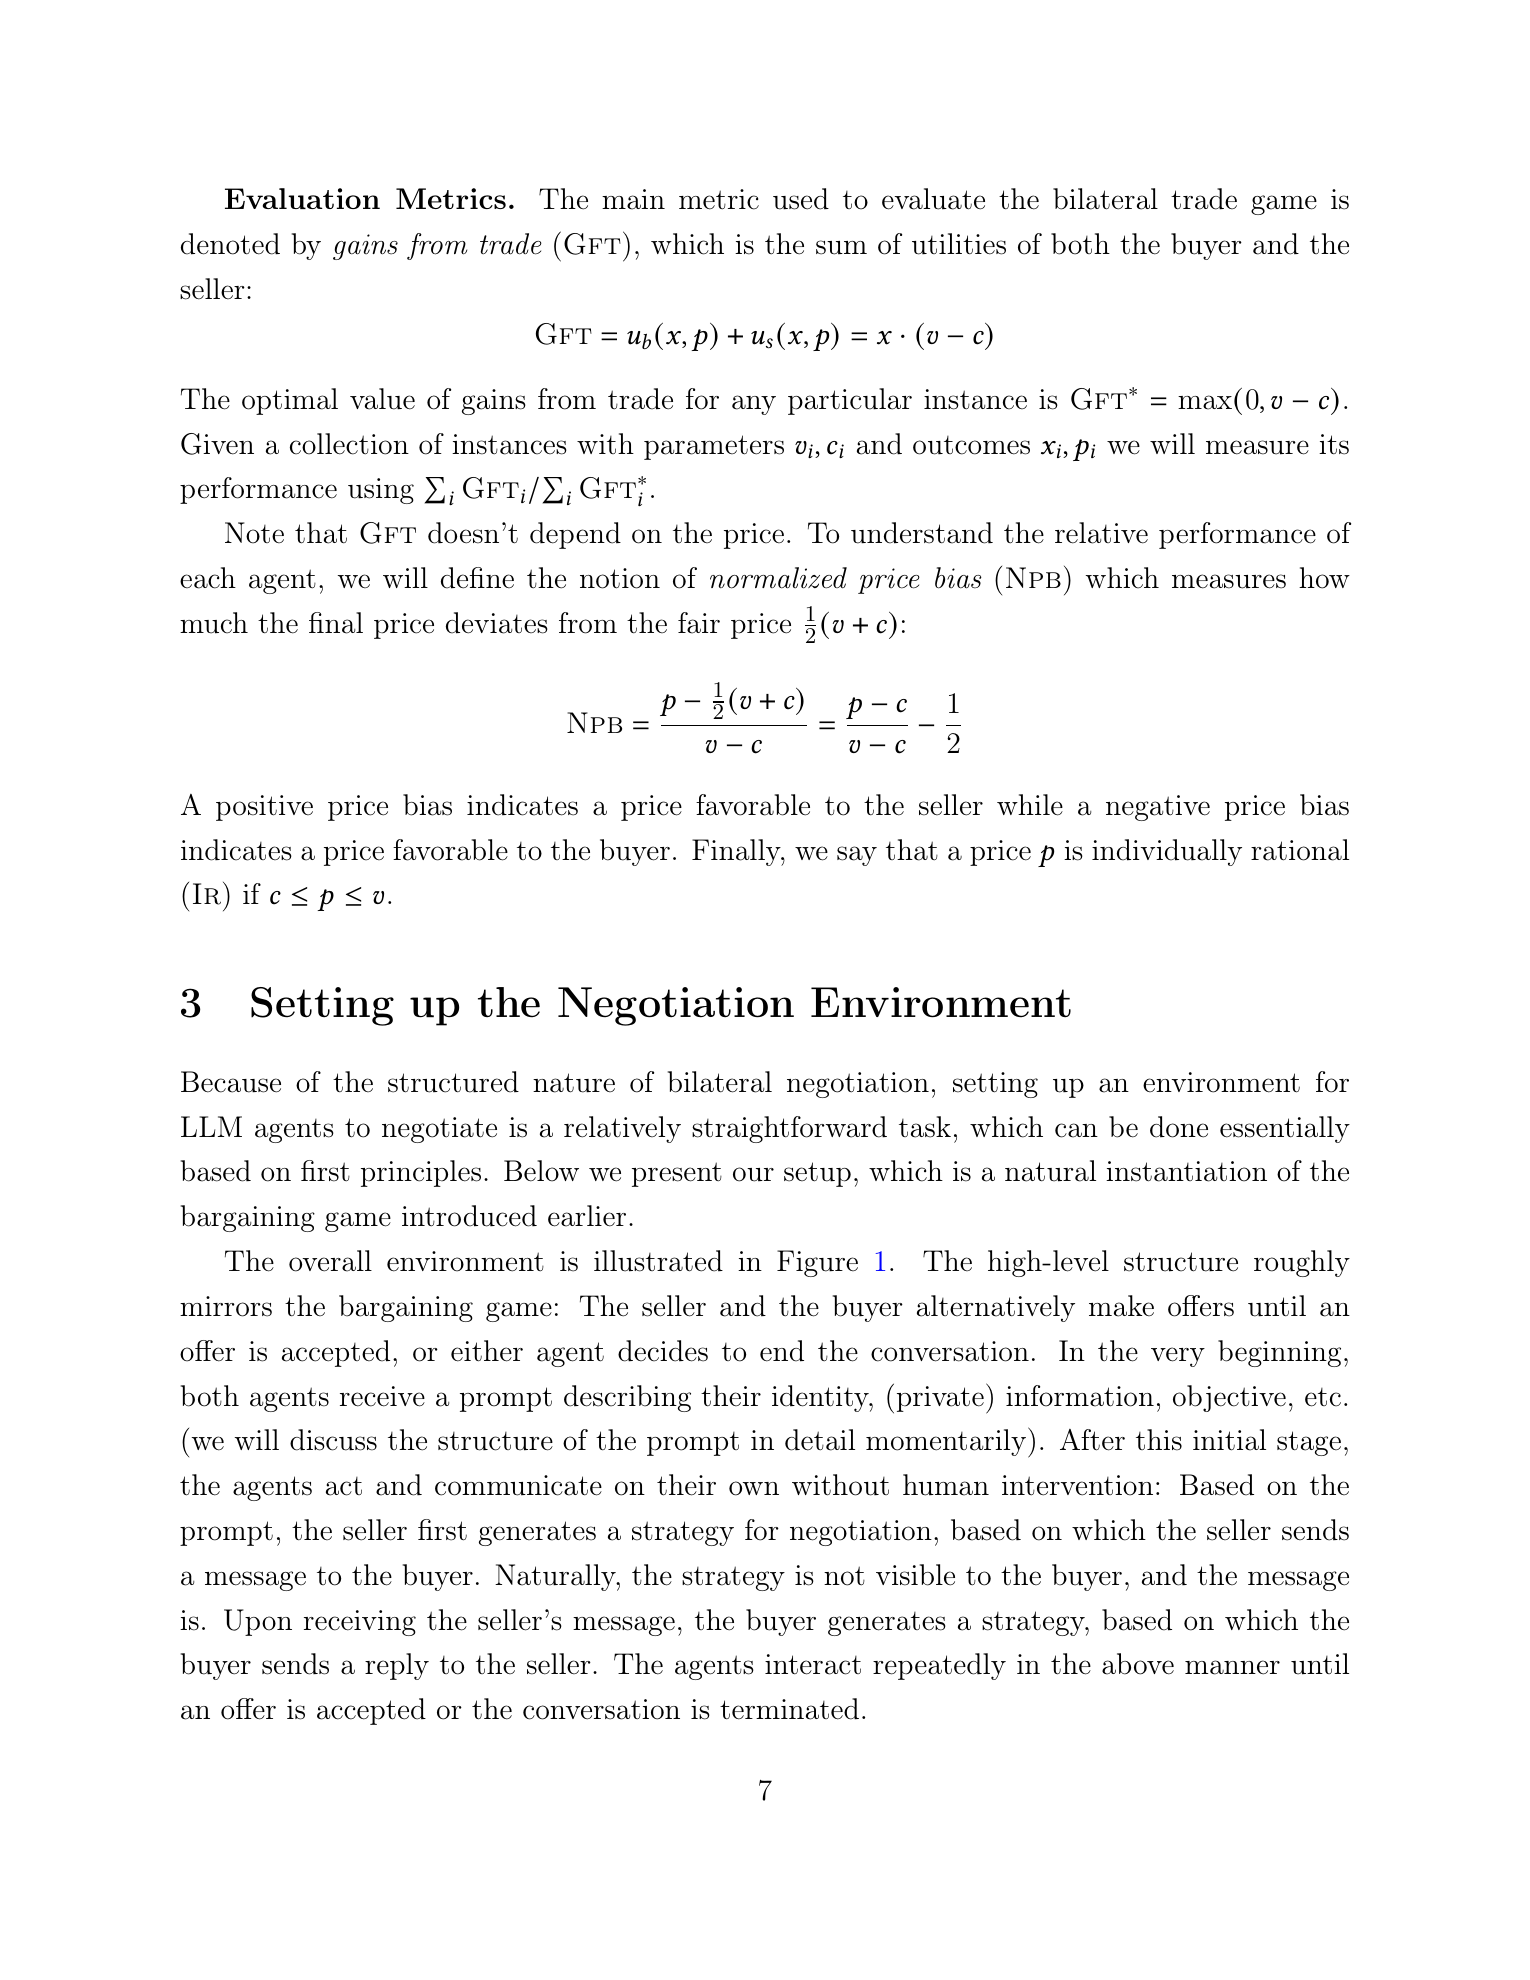 Evaluation Metrics. The main metric used to evaluate the bilateral trade game is
denoted by gains from trade (GFT), which is the sum of utilities of both the buyer and the
seller:
GFT = u_b(x, p) + u_s(x, p) = x · (v − c)
The optimal value of gains from trade for any particular instance is GFT* = max(0, v − c).
Given a collection of instances with parameters v_i, c_i and outcomes x_i, p_i we will measure its
performance using ∑_i GFT_i/∑_i GFT*_i.
Note that GFT doesn't depend on the price. To understand the relative performance of
each agent, we will define the notion of normalized price bias (NPB) which measures how
much the final price deviates from the fair price ½(v + c):
NPB = (p − ½(v + c))/(v − c) = (p − c)/(v − c) − 1/2
A positive price bias indicates a price favorable to the seller while a negative price bias
indicates a price favorable to the buyer. Finally, we say that a price p is individually rational
(IR) if c ≤ p ≤ v.
3 Setting up the Negotiation Environment
Because of the structured nature of bilateral negotiation, setting up an environment for
LLM agents to negotiate is a relatively straightforward task, which can be done essentially
based on first principles. Below we present our setup, which is a natural instantiation of the
bargaining game introduced earlier.
The overall environment is illustrated in Figure 1. The high-level structure roughly
mirrors the bargaining game: The seller and the buyer alternatively make offers until an
offer is accepted, or either agent decides to end the conversation. In the very beginning,
both agents receive a prompt describing their identity, (private) information, objective, etc.
(we will discuss the structure of the prompt in detail momentarily). After this initial stage,
the agents act and communicate on their own without human intervention: Based on the
prompt, the seller first generates a strategy for negotiation, based on which the seller sends
a message to the buyer. Naturally, the strategy is not visible to the buyer, and the message
is. Upon receiving the seller's message, the buyer generates a strategy, based on which the
buyer sends a reply to the seller. The agents interact repeatedly in the above manner until
an offer is accepted or the conversation is terminated.
7